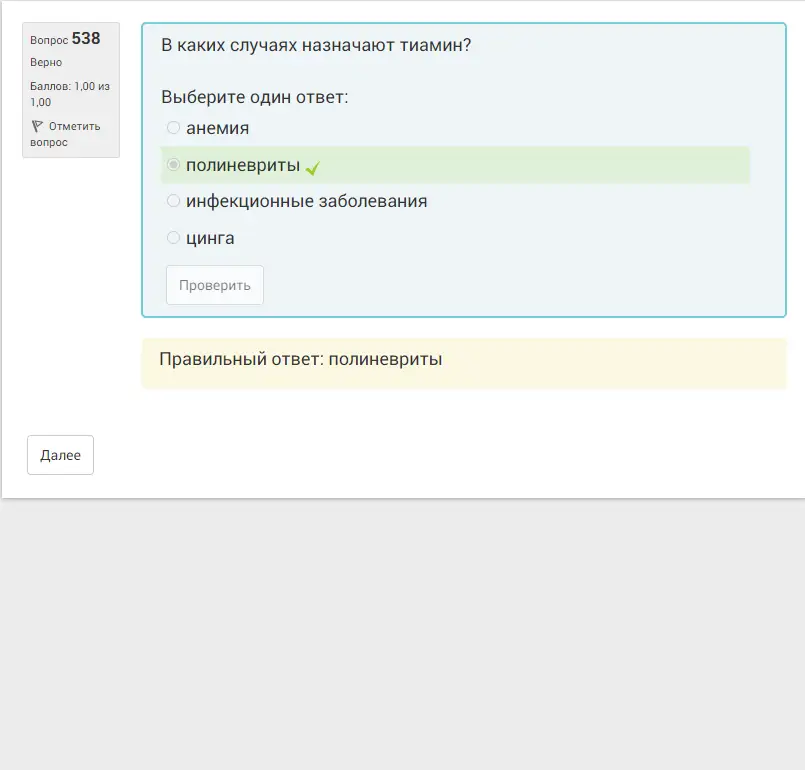 Вопрос 538
Верно
Баллов: 1,00 из
1,00
Отметить
вопрос
В каких случаях назначают тиамин?
Выберите один ответ:
анемия
полиневриты
инфекционные заболевания
цинга
Проверить
Правильный ответ: полиневриты
Далее